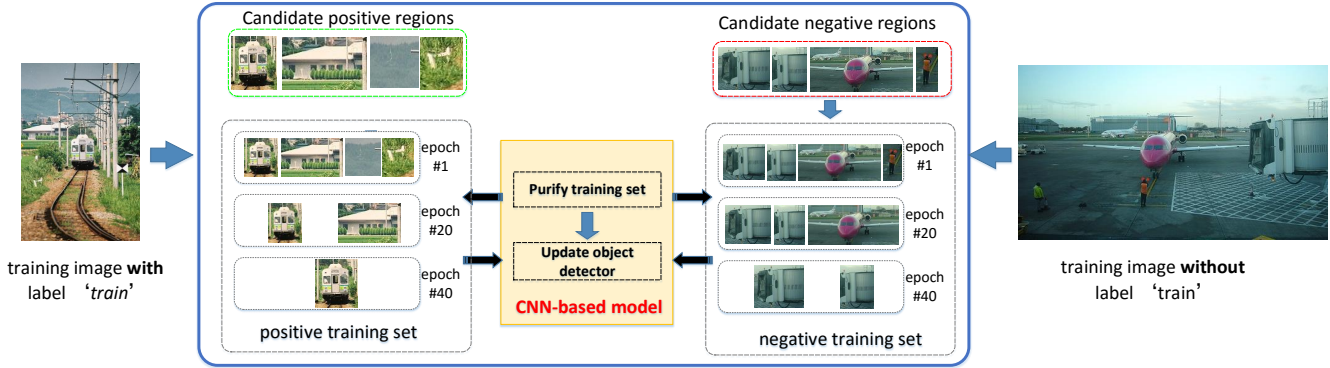 Candidate positive regions
Candidate negative regions
epoch
#1
epoch
#20
epoch
#40
positive training set
Purify training set
Update object
detector
CNN-based model
epoch
#1
epoch
#20
epoch
#40
negative training set
training image with
label ‘train’
training image without
label ‘train’